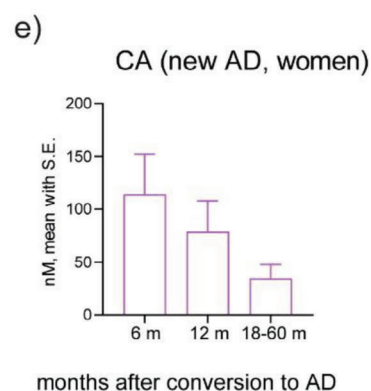 e)
CA (new AD, women)
nM, mean with S.E.
200
150
100
50
0
6 m 12 m 18-60 m
months after conversion to AD